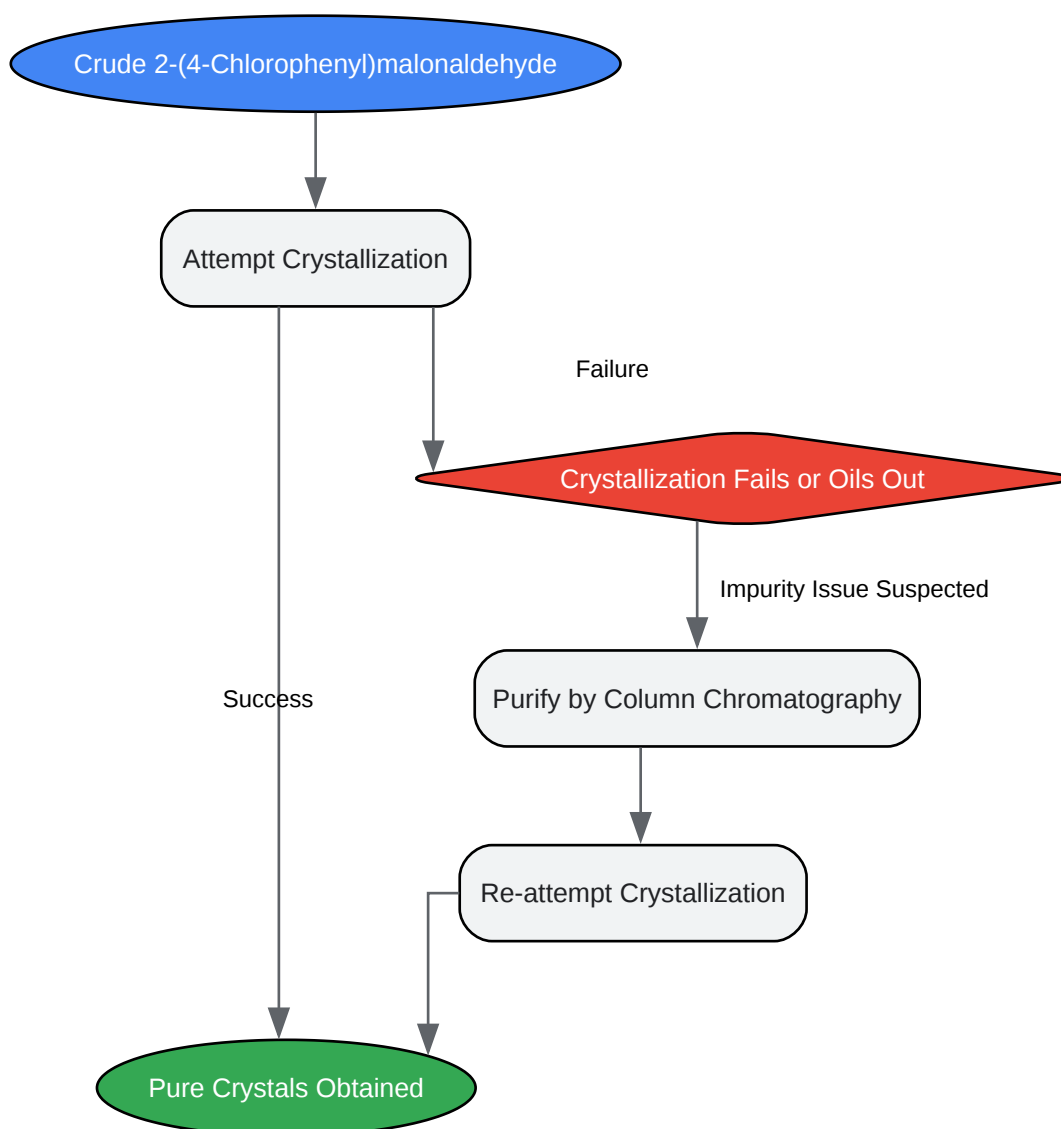 Crude 2-(4-Chlorophenyl)malonaldehyde
Attempt Crystallization
Failure
Crystallization Fails or Oils Out
Impurity Issue Suspected
Success
Purify by Column Chromatography
Re-attempt Crystallization
Pure Crystals Obtained